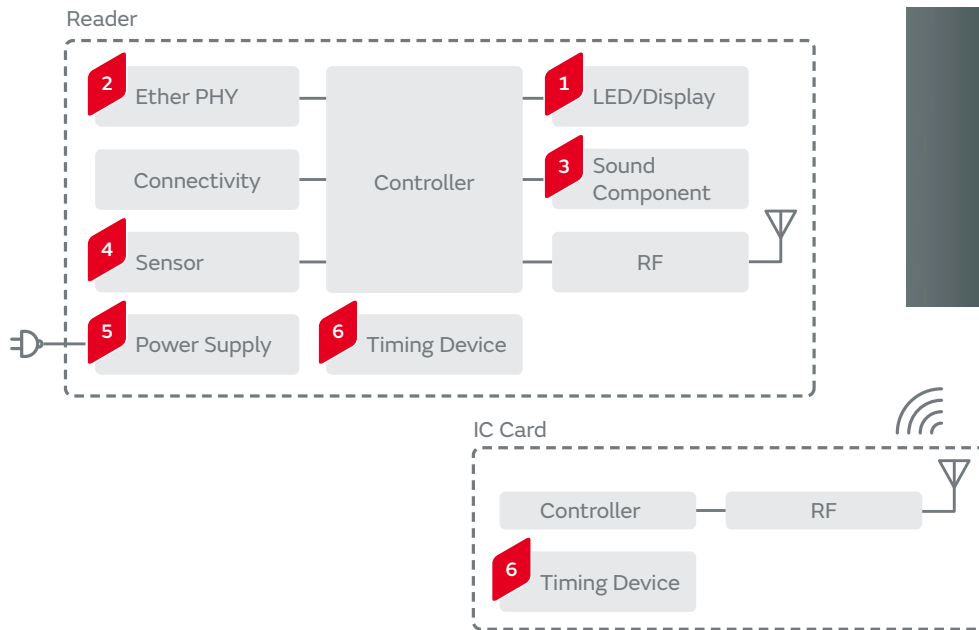 Reader
2
Ether PHY
1
LED/Display
Connectivity
Controller
3
Sound
Component
4
Sensor
RF
5
Power Supply
6
Timing Device
IC Card
Controller
RF
6
Timing Device